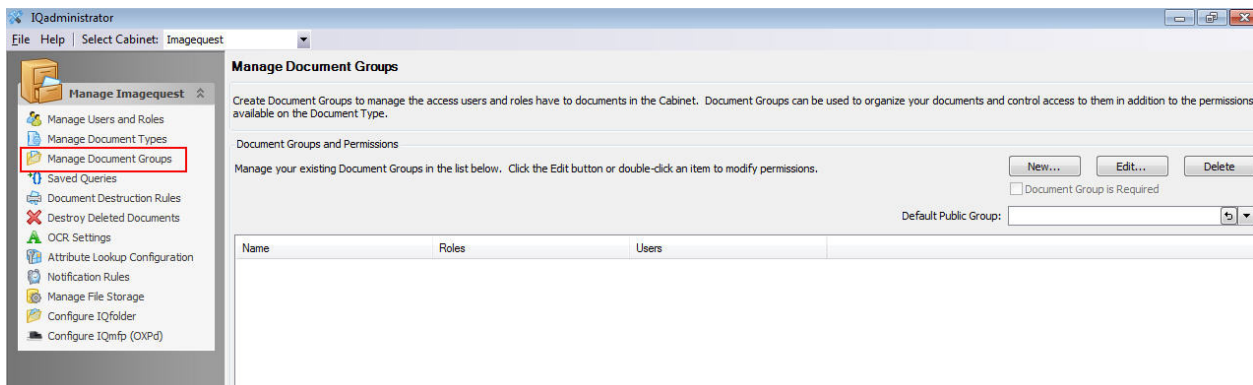 IQadministrator
File Help Select Cabinet: Imagequest
Manage Imagequest
Manage Users and Roles
Manage Document Types
Manage Document Groups
Saved Queries
Document Destruction Rules
Destroy Deleted Documents
OCR Settings
Attribute Lookup Configuration
Notification Rules
Manage File Storage
Configure IQfolder
Configure IQmfp (OXPd)
Manage Document Groups
Create Document Groups to manage the access users and roles have to documents in the Cabinet. Document Groups can be used to organize your documents and control access to them in addition to the permissions
available on the Document Type.
Document Groups and Permissions
Manage your existing Document Groups in the list below. Click the Edit button or double-click an item to modify permissions.
New... Edit... Delete
Document Group is Required
Default Public Group:
Name Roles Users